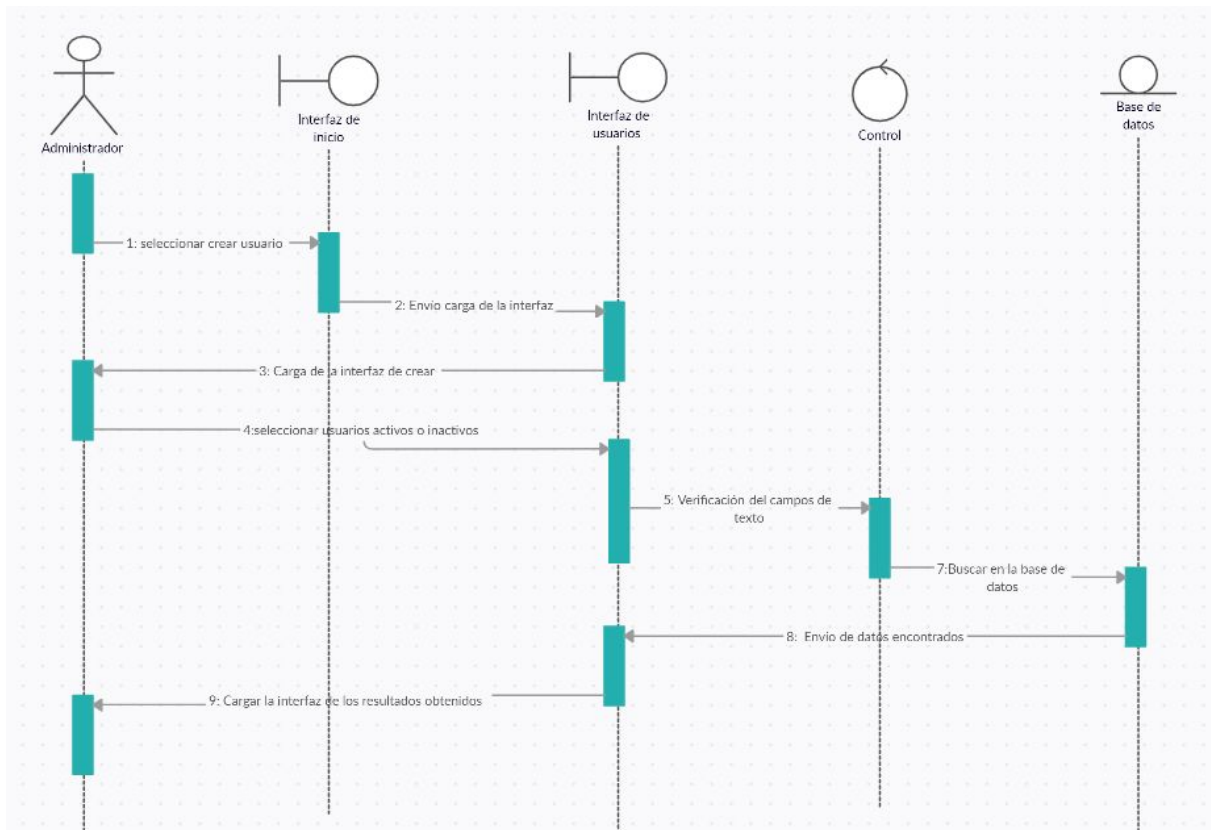 Administrador
Interfaz de
inicio
Interfaz de
usuarios
Control
Base de
datos
1: seleccionar crear usuario
2: Envío carga de la interfaz
3: Carga de la interfaz de crear
4:seleccionar usuarios activos o inactivos
5: Verificación del campos de
texto
7:Buscar en la base de
datos
8: Envío de datos encontrados
9: Cargar la interfaz de los resultados obtenidos